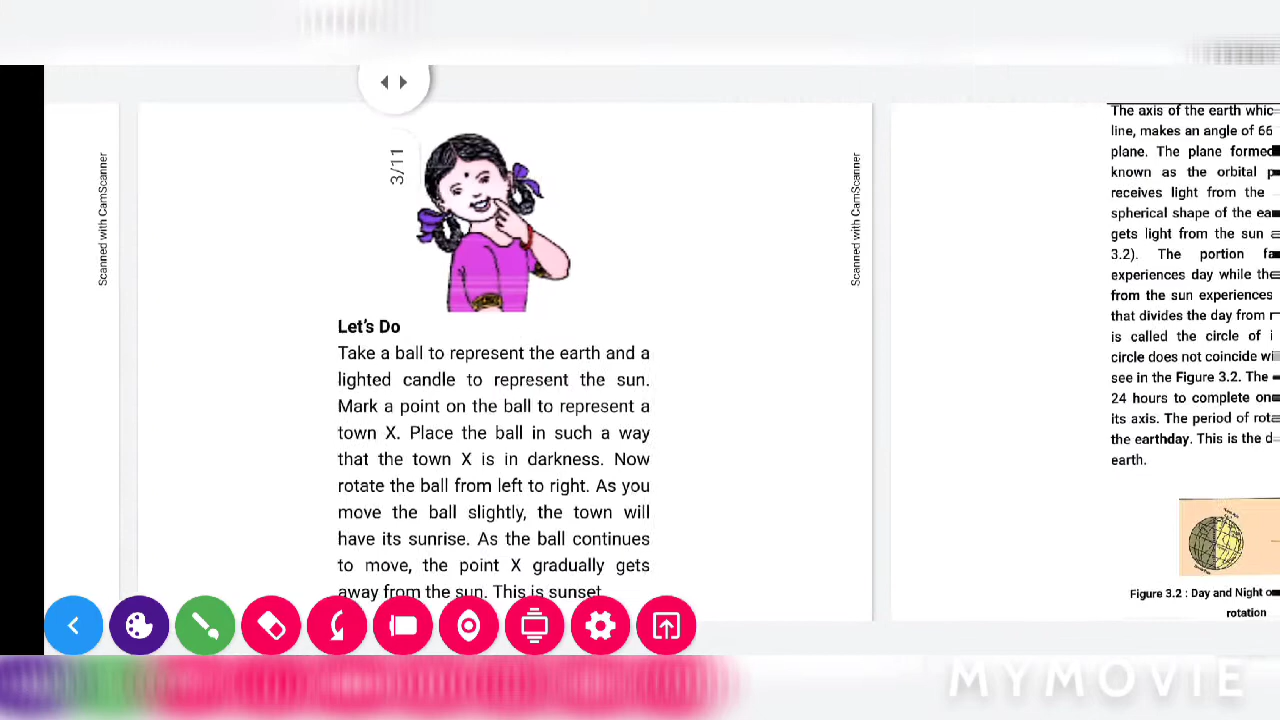 Scanned with CamScanner
3/11
Let's Do
Take a ball to represent the earth and a
lighted candle to represent the sun.
Mark a point on the ball to represent a
town X. Place the ball in such a way
that the town X is in darkness. Now
rotate the ball from left to right. As you
move the ball slightly, the town will
have its sunrise. As the ball continues
to move, the point X gradually gets
away from the sun. This is sunset
Scanned with CamScanner
The axis of the earth
line, makes an angle of 66
plane. The plane
known as the orbital
receives light from the
spherical shape of the
gets light from the sun
3.2). The portion
experiences day while
from the sun experiences
that divides the day from
is called the circle of
circle does not coincide
see in the Figure 3.2. The
24 hours to complete
its axis. The period of
the earthday. This is the
earth.
Figure 3.2 : Day and Night
rotation
MYMOVIE